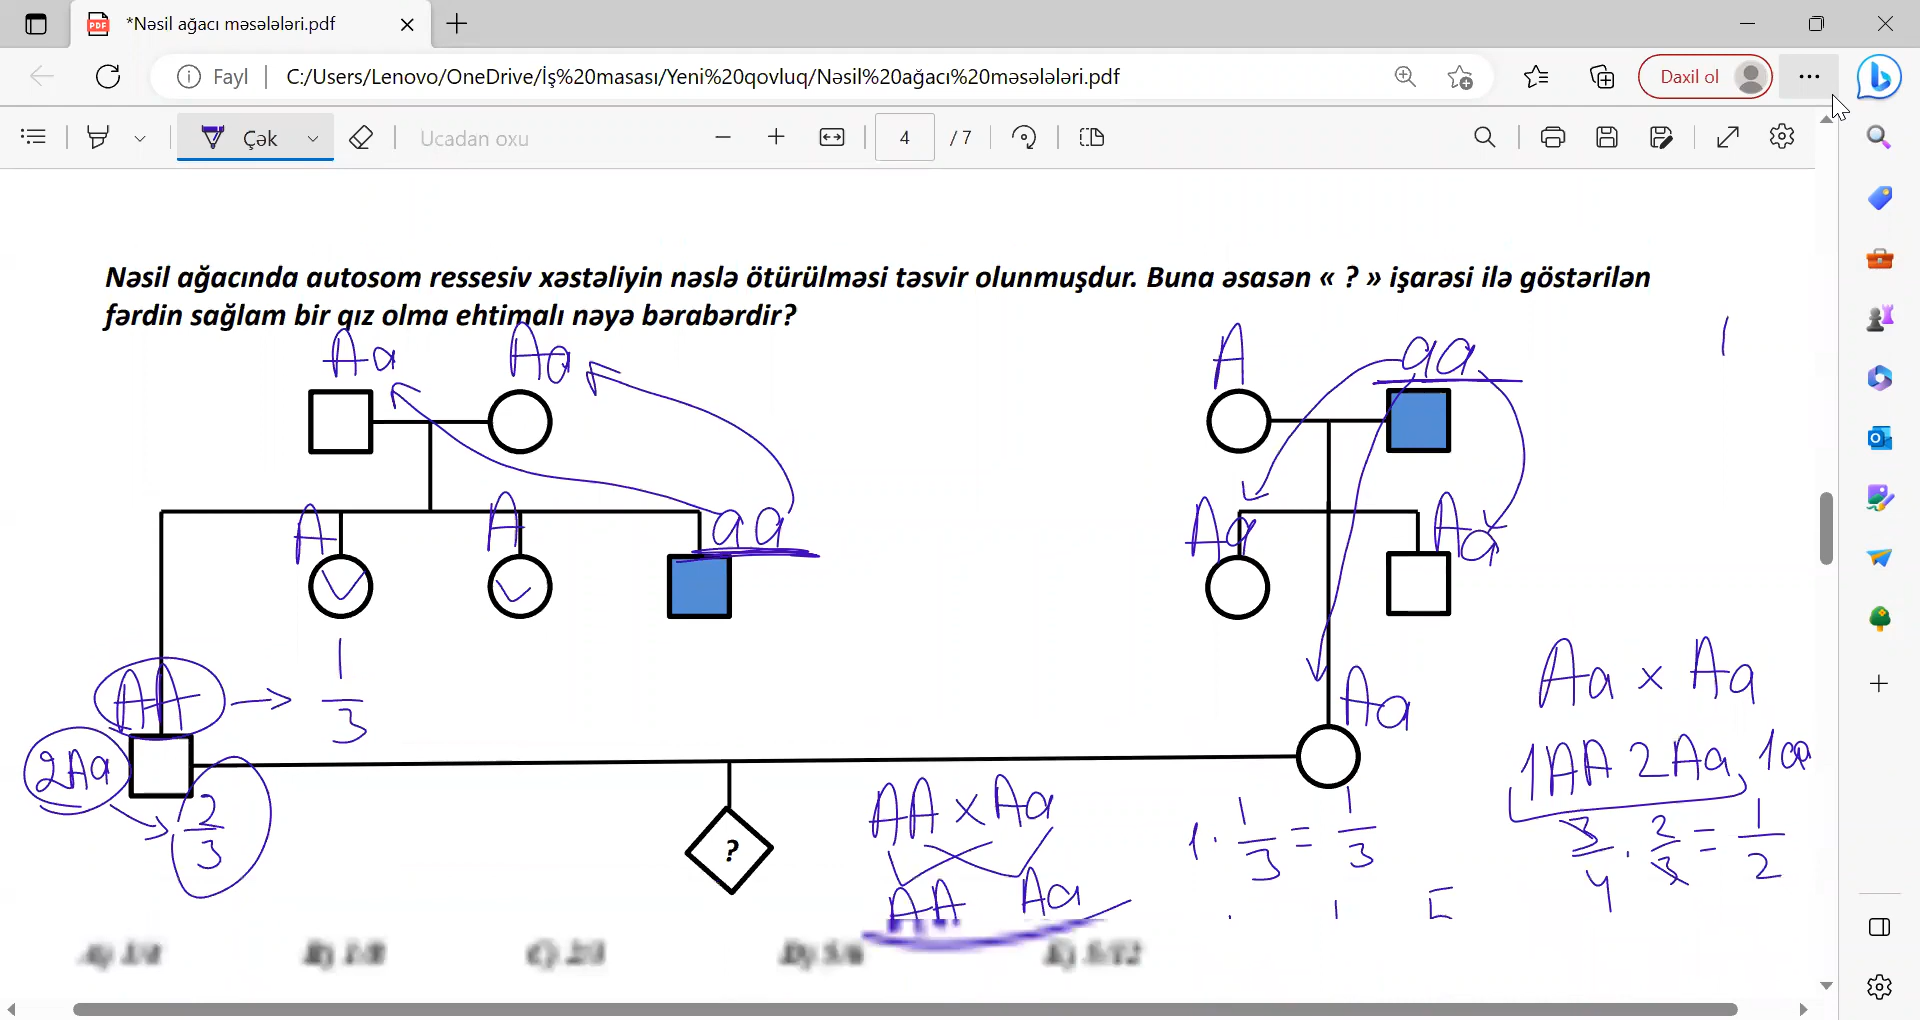 *Nəsil ağacı məsələləri.pdf
Fayl C:/Users/Lenovo/OneDrive/İş%20masası/Yeni%20qovluq/Nəsil%20ağacı%20məsələləri.pdf
Daxil ol
Çək
Ucadan oxu
4 / 7
Nəsil ağacında autosom ressesiv xəstəliyin nəslə ötürülməsi təsvir olunmuşdur. Buna əsasən « ? » işarəsi ilə göstərilən
fərdin sağlam bir qız olma ehtimalı nəyə bərabərdir?
Aa Aa A aa
A A aa Aa Aa
AA → 1/3 Aa Aa x Aa
2Aa 1AA 2Aa, 1aa
2/3 AA x Aa 1 · 1/3 = 1/3 3/4 · 2/3 = 1/2
?
AA Aa